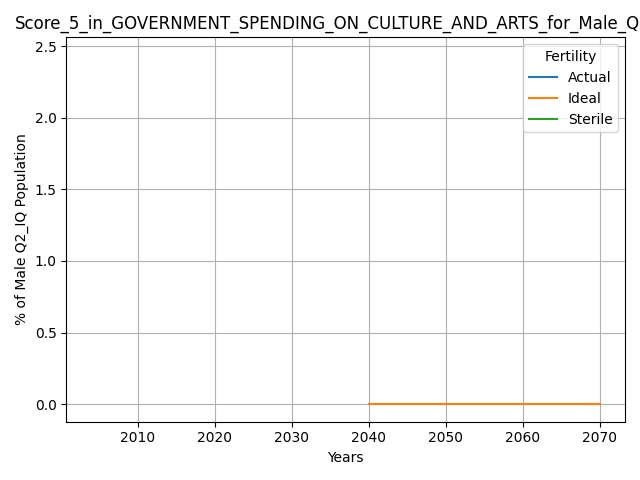 Score_5_in_GOVERNMENT_SPENDING_ON_CULTURE_AND_ARTS_for_Male_Q
Fertility
Actual
Ideal
Sterile
% of Male Q2_IQ Population
2.5
2.0
1.5
1.0
0.5
0.0
2010 2020 2030 2040 2050 2060 2070
Years